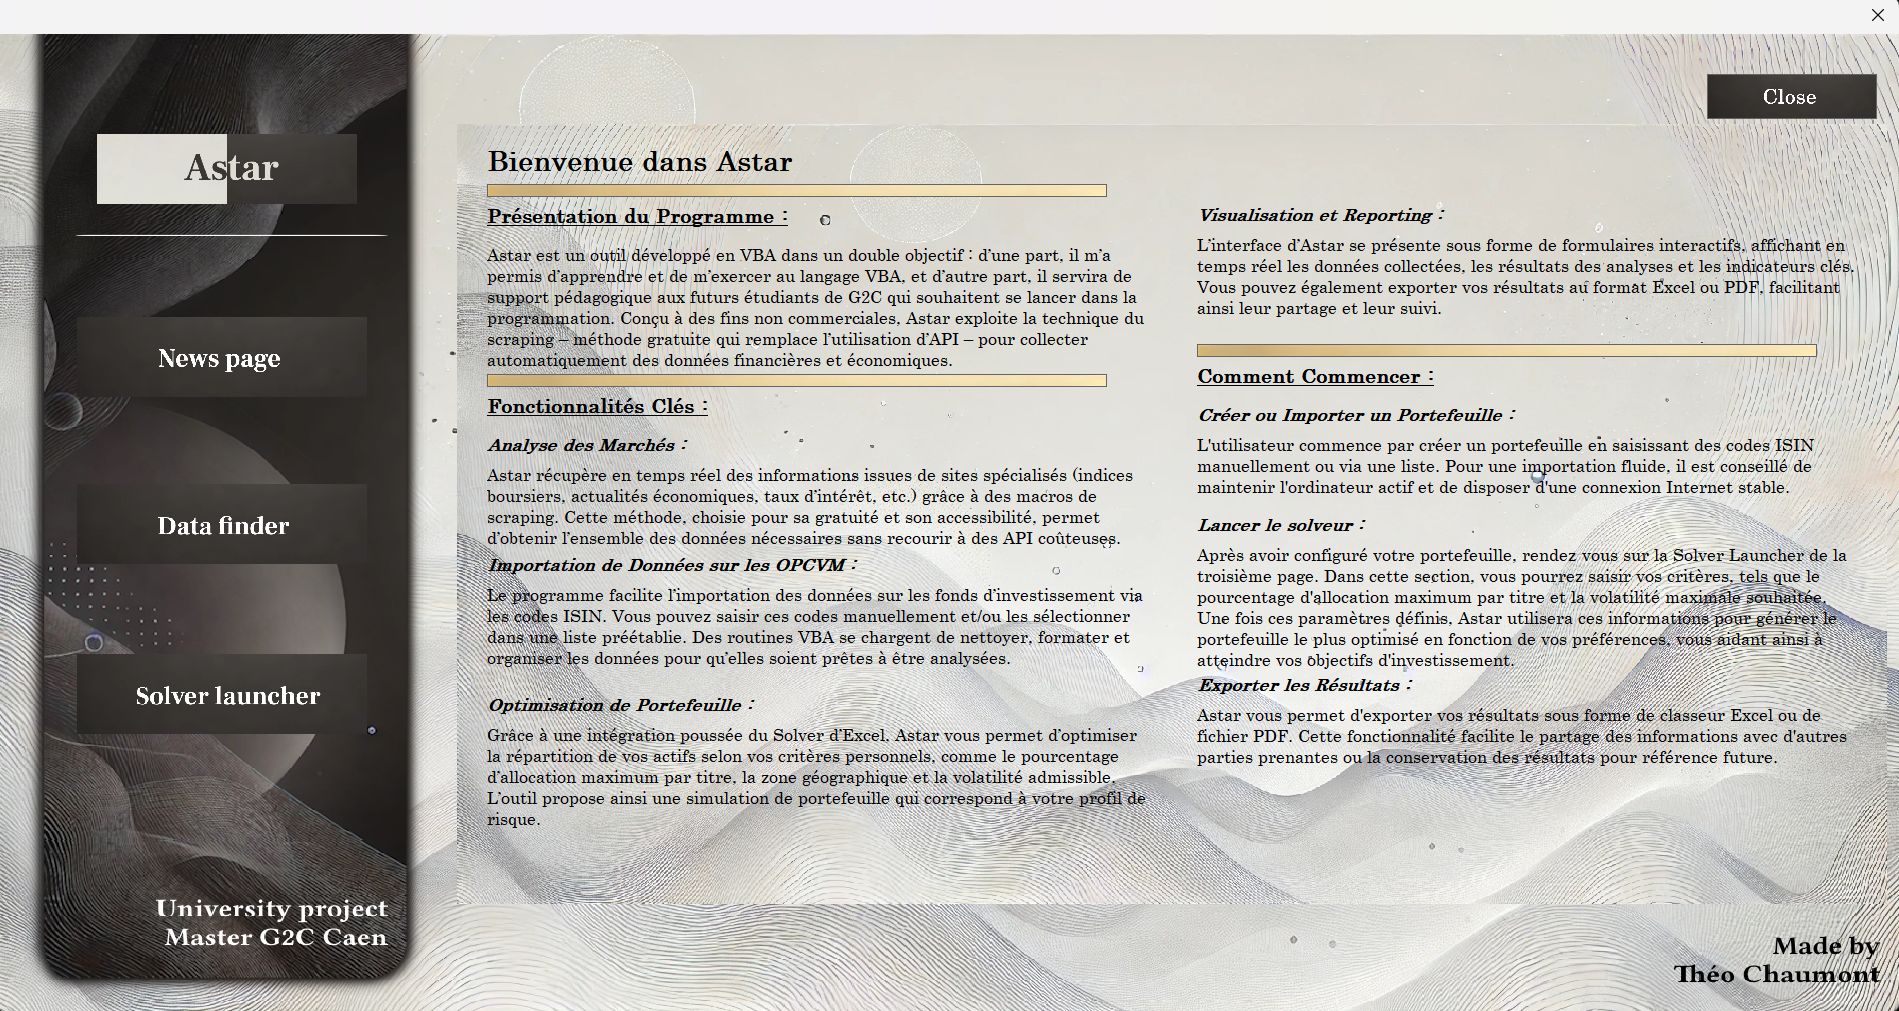 Astar
News page
Data finder
Solver launcher
University project
Master G2C Caen
Close
Bienvenue dans Astar
Présentation du Programme :
Astar est un outil développé en VBA dans un double objectif : d’une part, il m’a
permis d’apprendre et de m’exercer au langage VBA, et d’autre part, il servira de
support pédagogique aux futurs étudiants de G2C qui souhaitent se lancer dans la
programmation. Conçu à des fins non commerciales, Astar exploite la technique du
scraping – méthode gratuite qui remplace l’utilisation d’API – pour collecter
automatiquement des données financières et économiques.
Fonctionnalités Clés :
Analyse des Marchés :
Astar récupère en temps réel des informations issues de sites spécialisés (indices
boursiers, actualités économiques, taux d’intérêt, etc.) grâce à des macros de
scraping. Cette méthode, choisie pour sa gratuité et son accessibilité, permet
d’obtenir l’ensemble des données nécessaires sans recourir à des API coûteuses.
Importation de Données sur les OPCVM :
Le programme facilite l’importation des données sur les fonds d’investissement via
les codes ISIN. Vous pouvez saisir ces codes manuellement et/ou les sélectionner
dans une liste préétablie. Des routines VBA se chargent de nettoyer, formater et
organiser les données pour qu’elles soient prêtes à être analysées.
Optimisation de Portefeuille :
Grâce à une intégration poussée du Solver d’Excel, Astar vous permet d’optimiser
la répartition de vos actifs selon vos critères personnels, comme le pourcentage
d’allocation maximum par titre, la zone géographique et la volatilité admissible.
L’outil propose ainsi une simulation de portefeuille qui correspond à votre profil de
risque.
Visualisation et Reporting :
L’interface d’Astar se présente sous forme de formulaires interactifs, affichant en
temps réel les données collectées, les résultats des analyses et les indicateurs clés.
Vous pouvez également exporter vos résultats au format Excel ou PDF, facilitant
ainsi leur partage et leur suivi.
Comment Commencer :
Créer ou Importer un Portefeuille :
L'utilisateur commence par créer un portefeuille en saisissant des codes ISIN
manuellement ou via une liste. Pour une importation fluide, il est conseillé de
maintenir l'ordinateur actif et de disposer d'une connexion Internet stable.
Lancer le solveur :
Après avoir configuré votre portefeuille, rendez vous sur la Solver Launcher de la
troisième page. Dans cette section, vous pourrez saisir vos critères, tels que le
pourcentage d'allocation maximum par titre et la volatilité maximale souhaitée.
Une fois ces paramètres définis, Astar utilisera ces informations pour générer le
portefeuille le plus optimisé en fonction de vos préférences, vous aidant ainsi à
atteindre vos objectifs d'investissement.
Exporter les Résultats :
Astar vous permet d'exporter vos résultats sous forme de classeur Excel ou de
fichier PDF. Cette fonctionnalité facilite le partage des informations avec d'autres
parties prenantes ou la conservation des résultats pour référence future.
Made by
Théo Chaumont